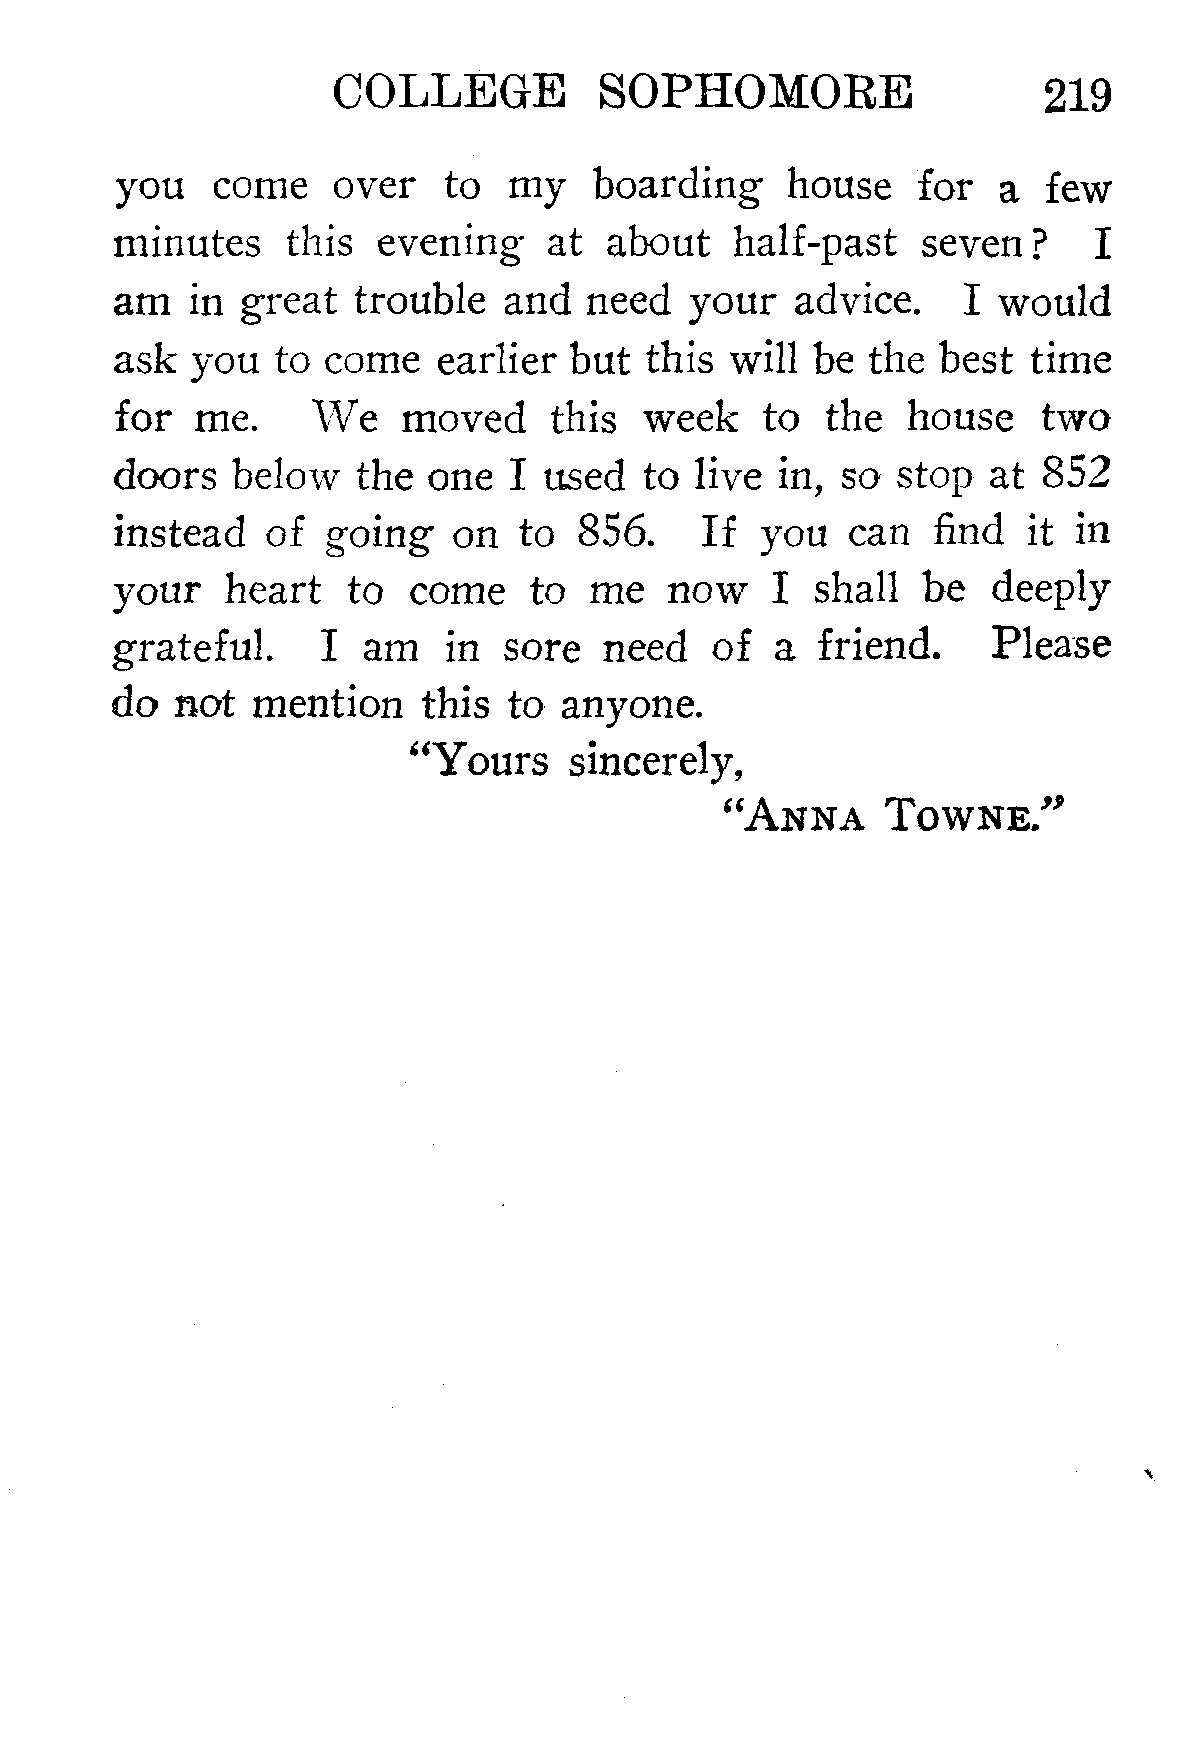 COLLEGE SOPHOMORE 219
you come over to my boarding house for a few
minutes this evening at about half-past seven? I
am in great trouble and need your advice. I would
ask you to come earlier but this will be the best time
for me. We moved this week to the house two
doors below the one I used to live in, so stop at 852
instead of going on to 856. If you can find it in
your heart to come to me now I shall be deeply
grateful. I am in sore need of a friend. Please
do not mention this to anyone.
“Yours sincerely,
“ANNA TOWNE.”